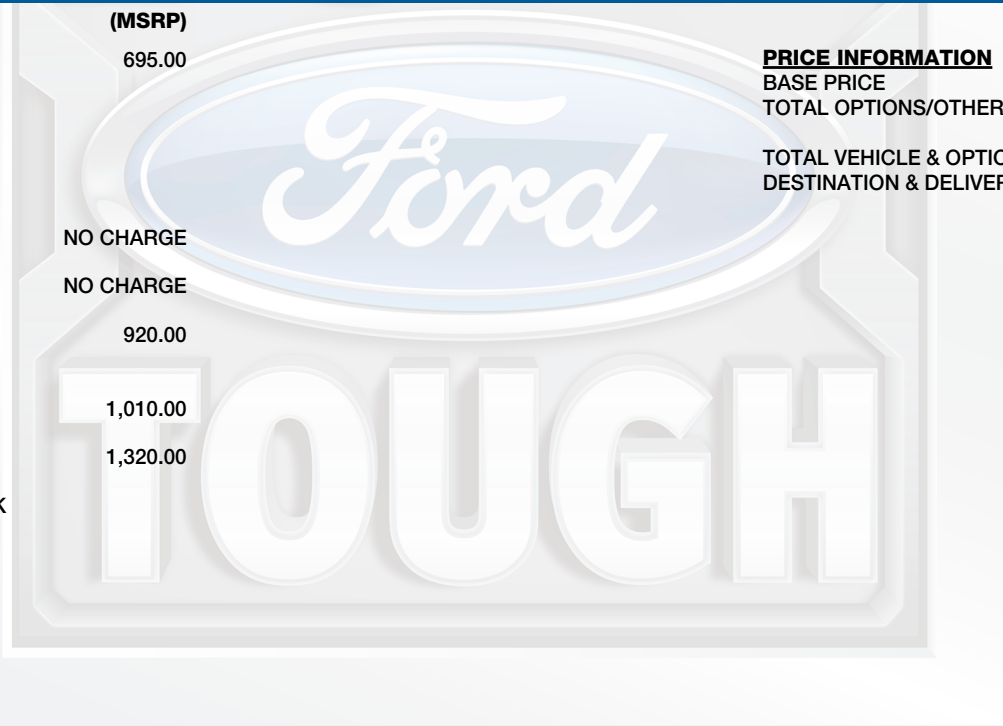 (MSRP)
695.00
NO CHARGE
NO CHARGE
920.00
1,010.00
1,320.00
K
PRICE INFORMATION
BASE PRICE
TOTAL OPTIONS/OTHER
TOTAL VEHICLE & OPTIO
DESTINATION & DELIVER
Ford
TOUGH